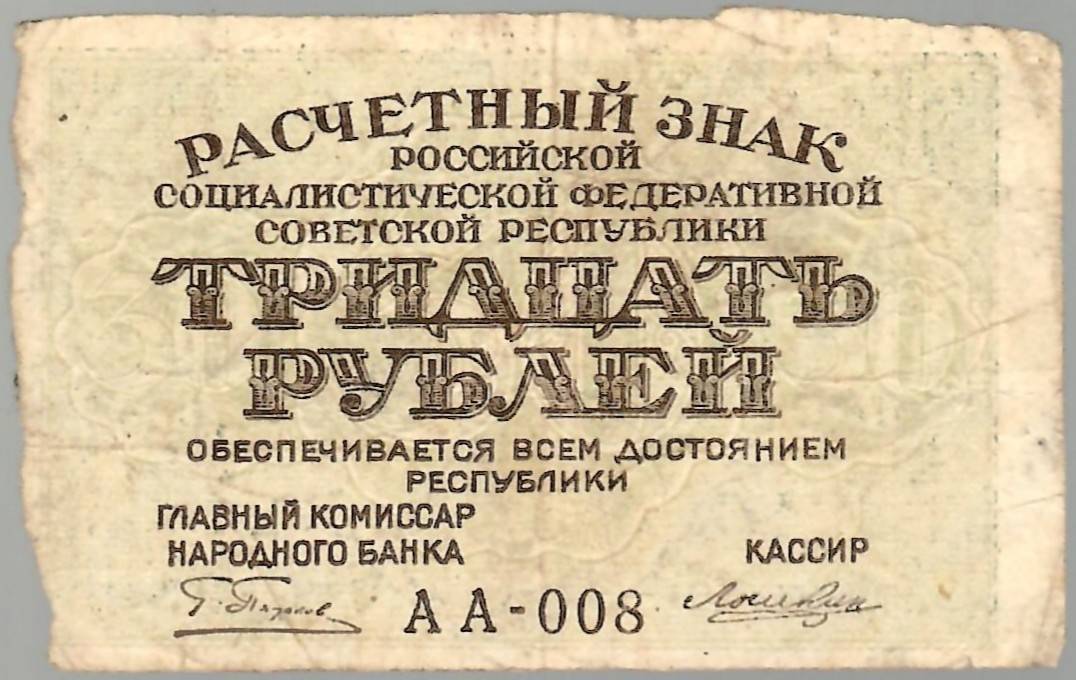 РАСЧЕТНЫЙ ЗНАК
РОССИЙСКОЙ
СОЦИАЛИСТИЧЕСКОЙ ФЕДЕРАТИВНОЙ
СОВЕТСКОЙ РЕСПУБЛИКИ
ТРИДЦАТЬ
РУБЛЕЙ
ОБЕСПЕЧИВАЕТСЯ ВСЕМ ДОСТОЯНИЕМ
РЕСПУБЛИКИ
ГЛАВНЫЙ КОМИССАР
НАРОДНОГО БАНКА
КАССИР
АА-008